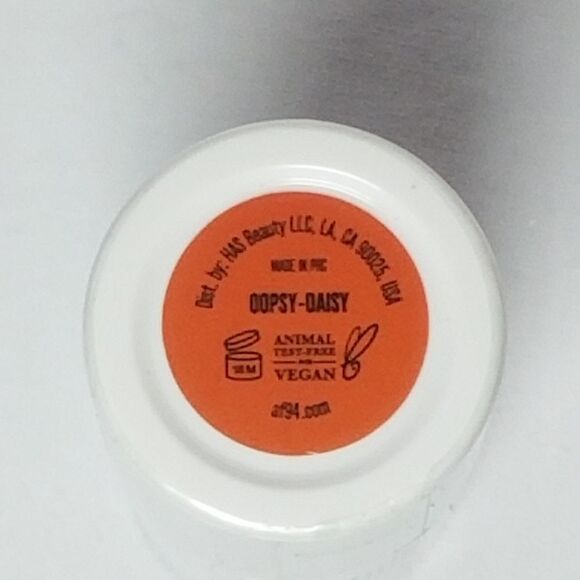 Dist. by: HAS Beauty LLC, LA, CA 90025, USA
MADE IN PRC
OOPSY-DAISY
18 M
ANIMAL
TEST-FREE
AND
VEGAN
af94.com